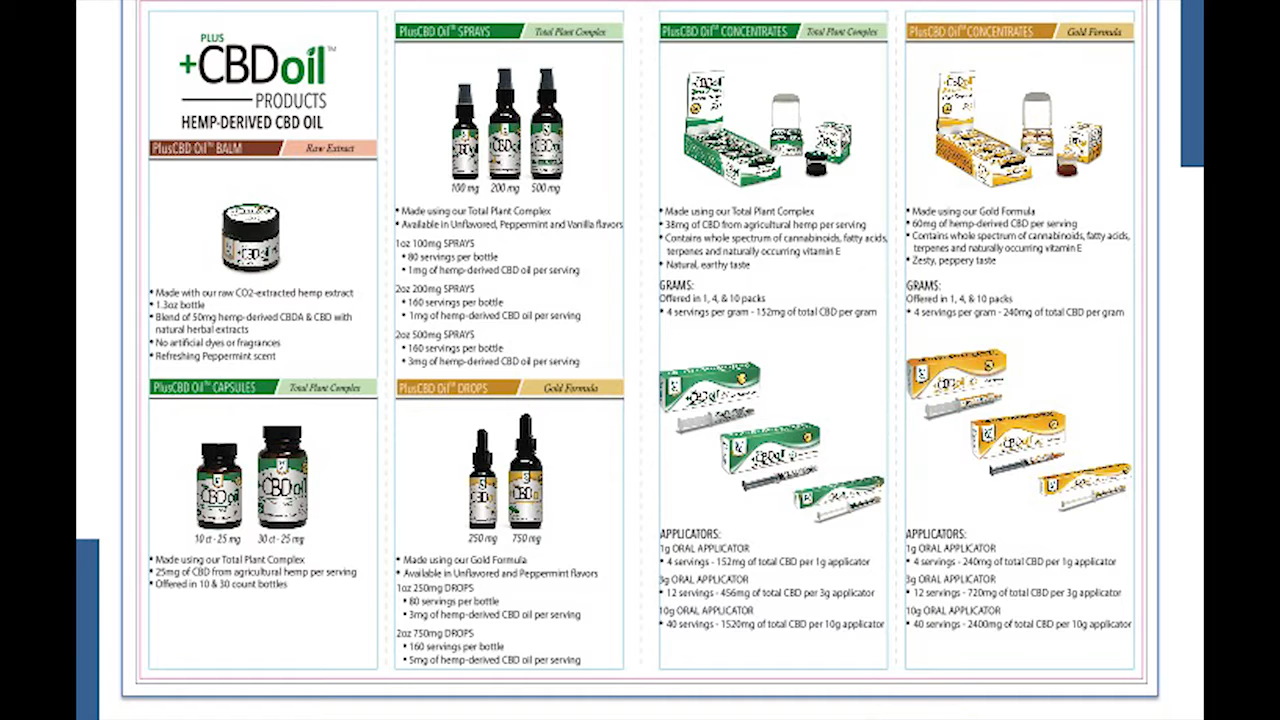 PLUS
+CBDoil™
PRODUCTS
HEMP-DERIVED CBD OIL
PlusCBD Oil™ BALM
Raw Extract
• Made with our raw CO2-extracted hemp extract
• 1.3oz bottle
• Blend of 50mg hemp-derived CBDA & CBD with
natural herbal extracts
• No artificial dyes or fragrances
• Refreshing Peppermint scent
PlusCBD Oil™ CAPSULES
Total Plant Complex
CBD oil
CBD oil
10 ct - 25 mg
30 ct - 25 mg
• Made using our Total Plant Complex
• 25mg of CBD from agricultural hemp per serving
• Offered in 10 & 30 count bottles
PlusCBD Oil™ SPRAYS
Total Plant Complex
100 mg
200 mg
500 mg
• Made using our Total Plant Complex
• Available in Unflavored, Peppermint and Vanilla flavors
1oz 100mg SPRAYS
• 80 servings per bottle
• 1mg of hemp-derived CBD oil per serving
2oz 200mg SPRAYS
• 160 servings per bottle
• 1mg of hemp-derived CBD oil per serving
2oz 500mg SPRAYS
• 160 servings per bottle
• 3mg of hemp-derived CBD oil per serving
PlusCBD Oil™ DROPS
Gold Formula
250 mg
750 mg
• Made using our Gold Formula
• Available in Unflavored and Peppermint flavors
1oz 250mg DROPS
• 80 servings per bottle
• 3mg of hemp-derived CBD oil per serving
2oz 750mg DROPS
• 160 servings per bottle
• 5mg of hemp-derived CBD oil per serving
PlusCBD Oil™ CONCENTRATES
Total Plant Complex
• Made using our Total Plant Complex
• 38mg of CBD from agricultural hemp per serving
• Contains whole spectrum of cannabinoids, fatty acids,
terpenes and naturally occurring vitamin E
• Natural, earthy taste
GRAMS:
Offered in 1, 4, & 10 packs
• 4 servings per gram - 152mg of total CBD per gram
+CBD oil
+CBD oil
APPLICATORS:
1g ORAL APPLICATOR
• 4 servings - 152mg of total CBD per 1g applicator
3g ORAL APPLICATOR
• 12 servings - 456mg of total CBD per 3g applicator
10g ORAL APPLICATOR
• 40 servings - 1520mg of total CBD per 10g applicator
PlusCBD Oil™ CONCENTRATES
Gold Formula
• Made using our Gold Formula
• 60mg of hemp-derived CBD per serving
• Contains whole spectrum of cannabinoids, fatty acids,
terpenes and naturally occurring vitamin E
• Zesty, peppery taste
GRAMS:
Offered in 1, 4, & 10 packs
• 4 servings per gram - 240mg of total CBD per gram
+CBD oil
+CBD oil
APPLICATORS:
1g ORAL APPLICATOR
• 4 servings - 240mg of total CBD per 1g applicator
3g ORAL APPLICATOR
• 12 servings - 720mg of total CBD per 3g applicator
10g ORAL APPLICATOR
• 40 servings - 2400mg of total CBD per 10g applicator